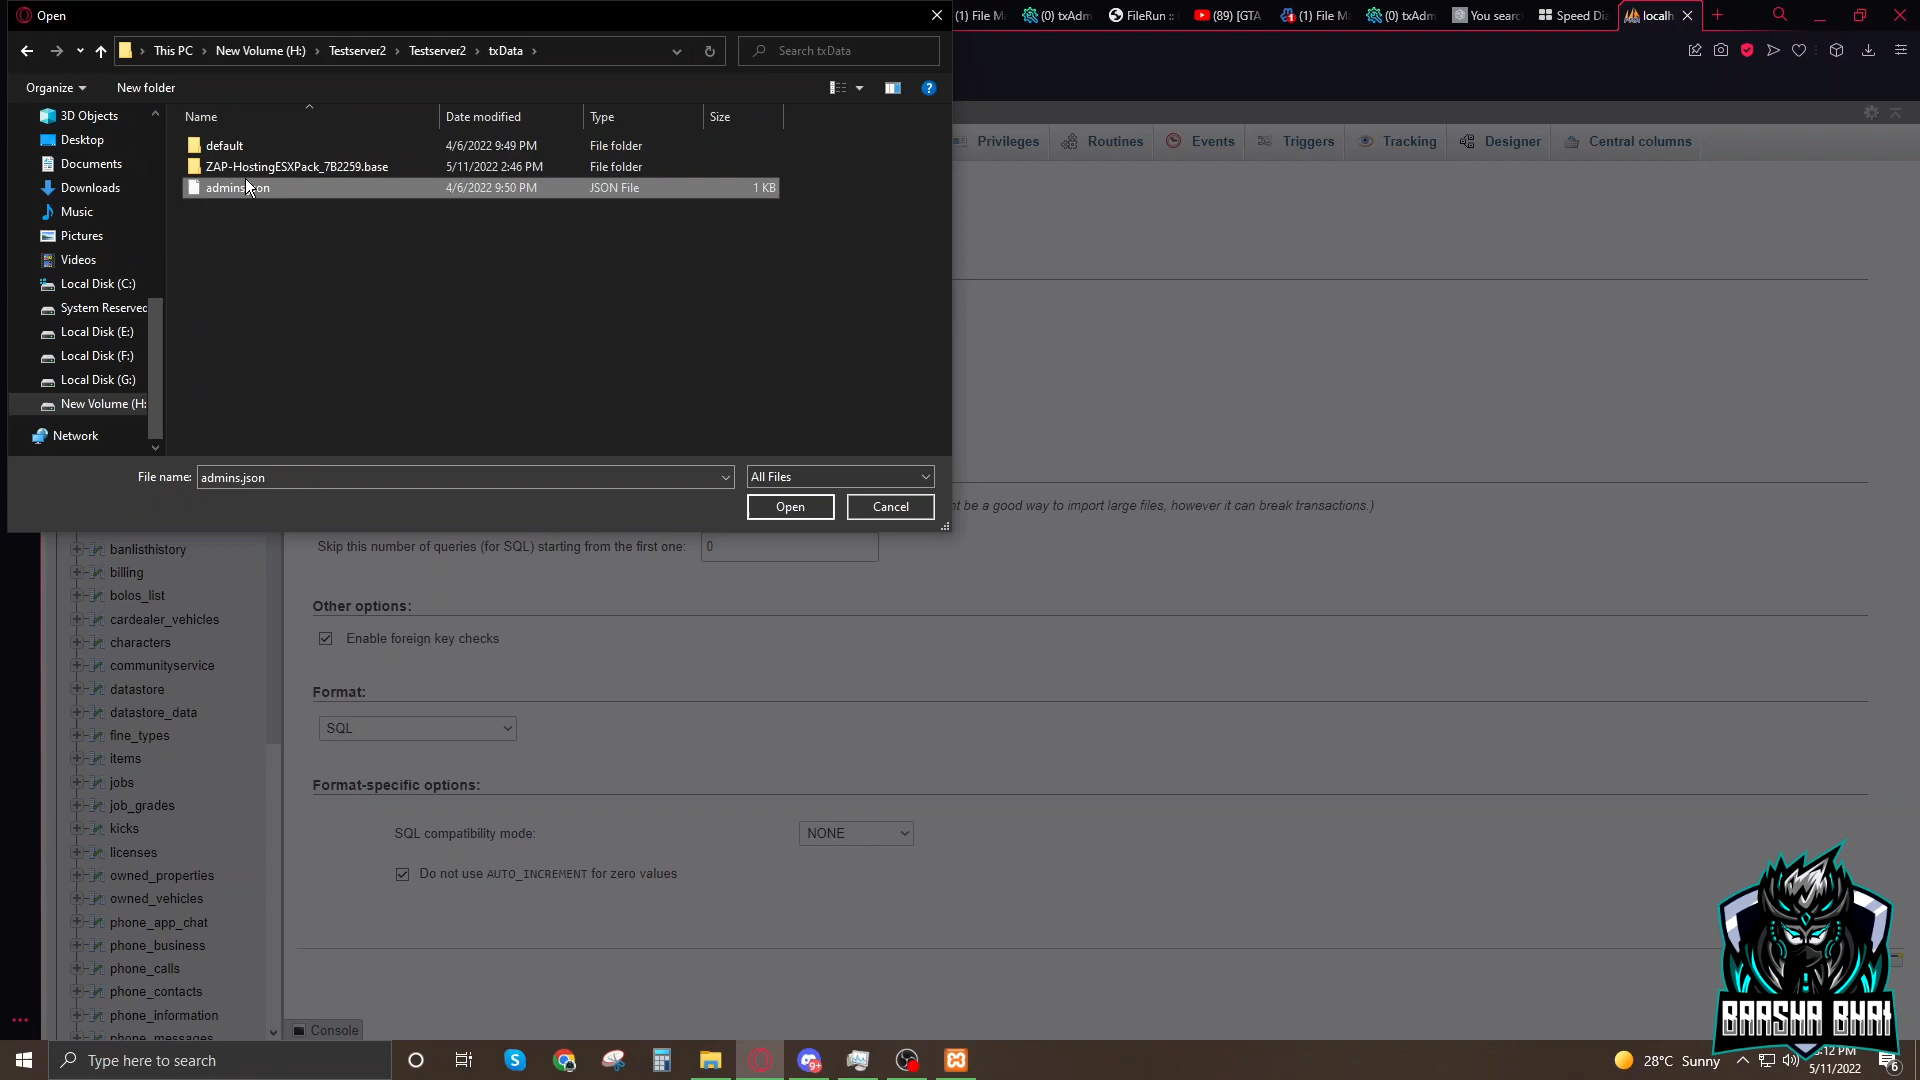 Open
(1) File M
(0) txAdm
FileRun ::
(89) [GTA
(1) File M
(0) txAdm
You searc
Speed Dia
localh
This PC
New Volume (H:)
Testserver2
Testserver2
txData
Search txData
Organize
New folder
3D Objects
Desktop
Documents
Downloads
Music
Pictures
Videos
Local Disk (C:)
System Reserved
Local Disk (E:)
Local Disk (F:)
Local Disk (G:)
New Volume (H:
Network
Name
Date modified
Type
Size
default
4/6/2022 9:49 PM
File folder
ZAP-HostingESXPack_7B2259.base
5/11/2022 2:46 PM
File folder
admins.json
4/6/2022 9:50 PM
JSON File
1 KB
File name:
admins.json
All Files
Open
Cancel
Privileges
Routines
Events
Triggers
Tracking
Designer
Central columns
t be a good way to import large files, however it can break transactions.)
Skip this number of queries (for SQL) starting from the first one:
0
Other options:
Enable foreign key checks
Format:
SQL
Format-specific options:
SQL compatibility mode:
NONE
Do not use AUTO_INCREMENT for zero values
Console
banlisthistory
billing
bolos_list
cardealer_vehicles
characters
communityservice
datastore
datastore_data
fine_types
items
jobs
job_grades
kicks
licenses
owned_properties
owned_vehicles
phone_app_chat
phone_business
phone_calls
phone_contacts
phone_information
phone_messages
BAASHA BHAI
Type here to search
9+
28°C Sunny
:12 PM
5/11/2022
6